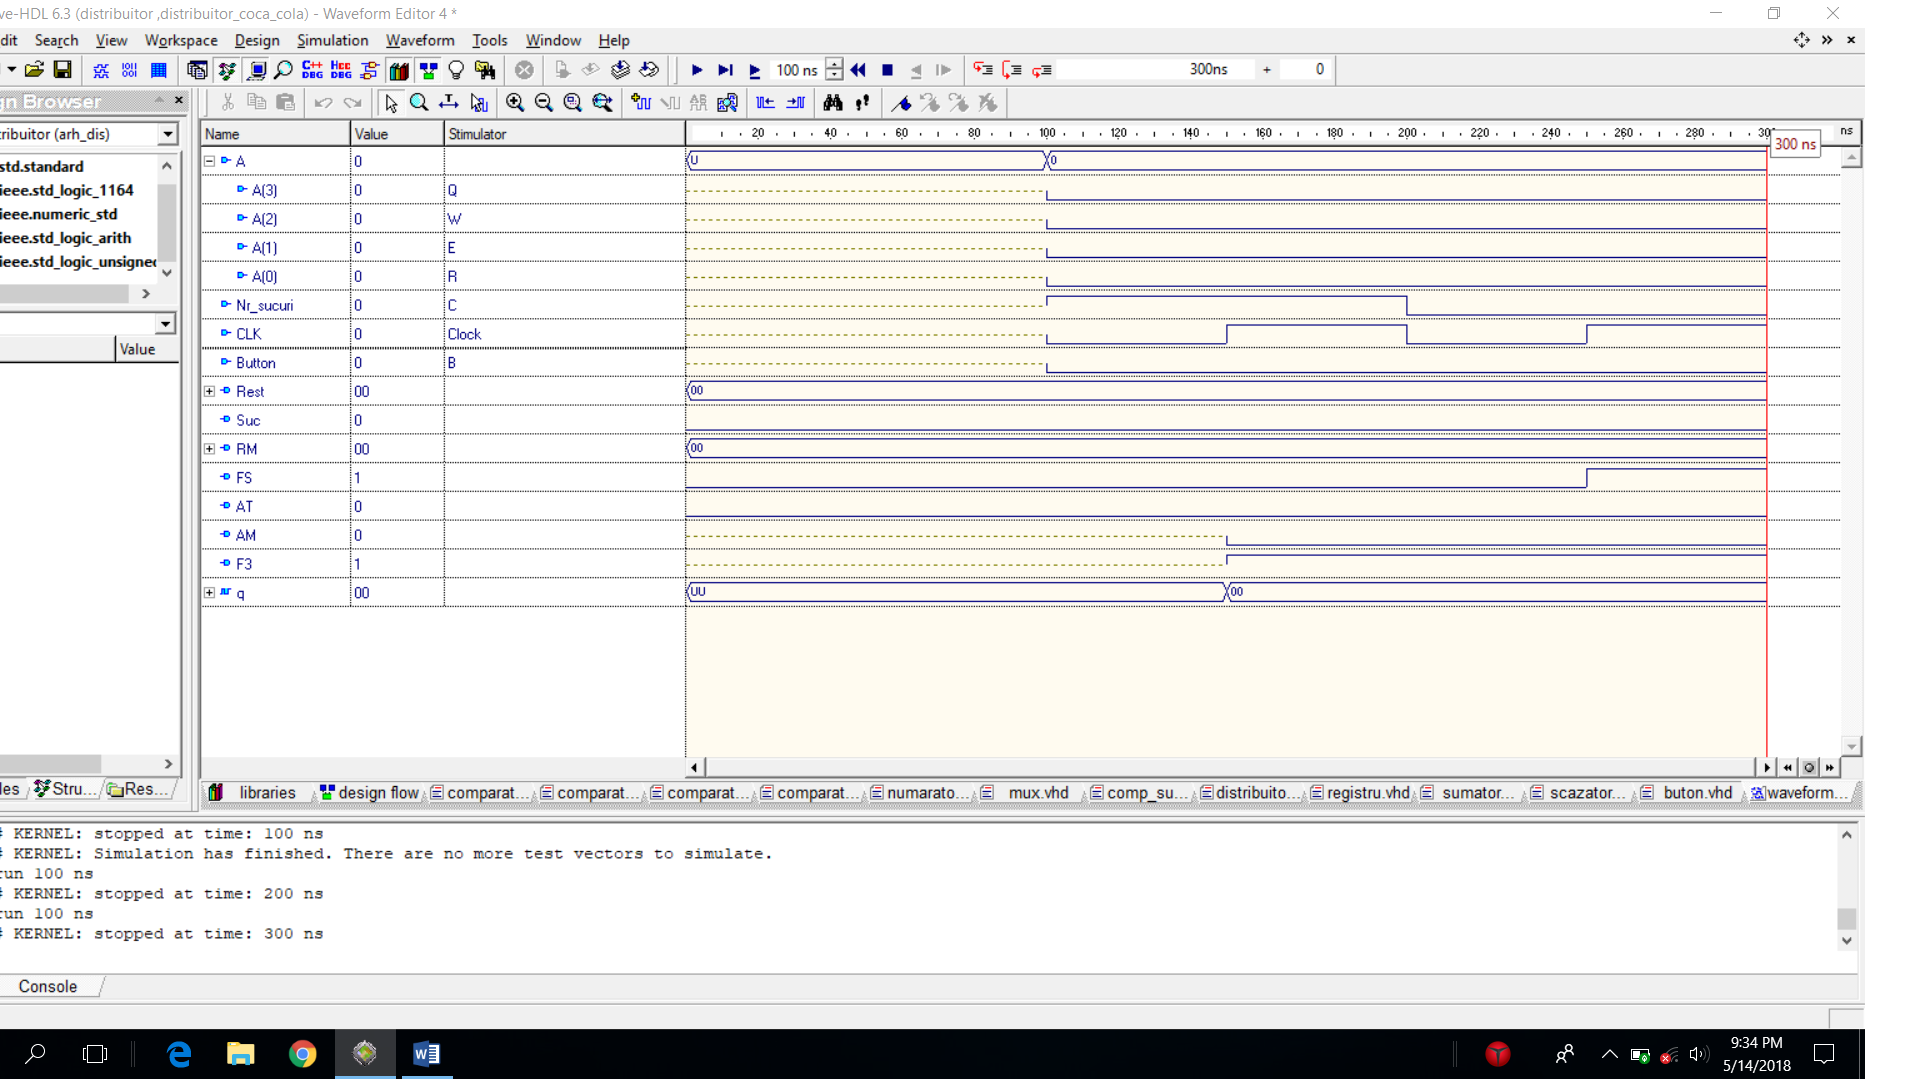 ve-HDL 6.3 (distribuitor ,distribuitor_coca_cola) - Waveform Editor 4 *
dit Search View Workspace Design Simulation Waveform Tools Window Help
C++ DBG HCC DBG 100 ns 300ns + 0
gn Browser
ribuitor (arh_dis)
std.standard
ieee.std_logic_1164
ieee.numeric_std
ieee.std_logic_arith
ieee.std_logic_unsigned
Value
Name Value Stimulator 20 40 60 80 100 120 140 160 180 200 220 240 260 280 300 ns
300 ns
A 0 U 0
A(3) 0 Q
A(2) 0 W
A(1) 0 E
A(0) 0 R
Nr_sucuri 0 C
CLK 0 Clock
Button 0 B
Rest 00 00
Suc 0
RM 00 00
FS 1
AT 0
AM 0
F3 1
q 00 UU 00
les Stru... Res...
libraries design flow comparat... comparat... comparat... comparat... numarato... mux.vhd comp_su... distribuito... registru.vhd sumator... scazator... buton.vhd waveform...
# KERNEL: stopped at time: 100 ns
# KERNEL: Simulation has finished. There are no more test vectors to simulate.
run 100 ns
# KERNEL: stopped at time: 200 ns
run 100 ns
# KERNEL: stopped at time: 300 ns
Console
9:34 PM
5/14/2018